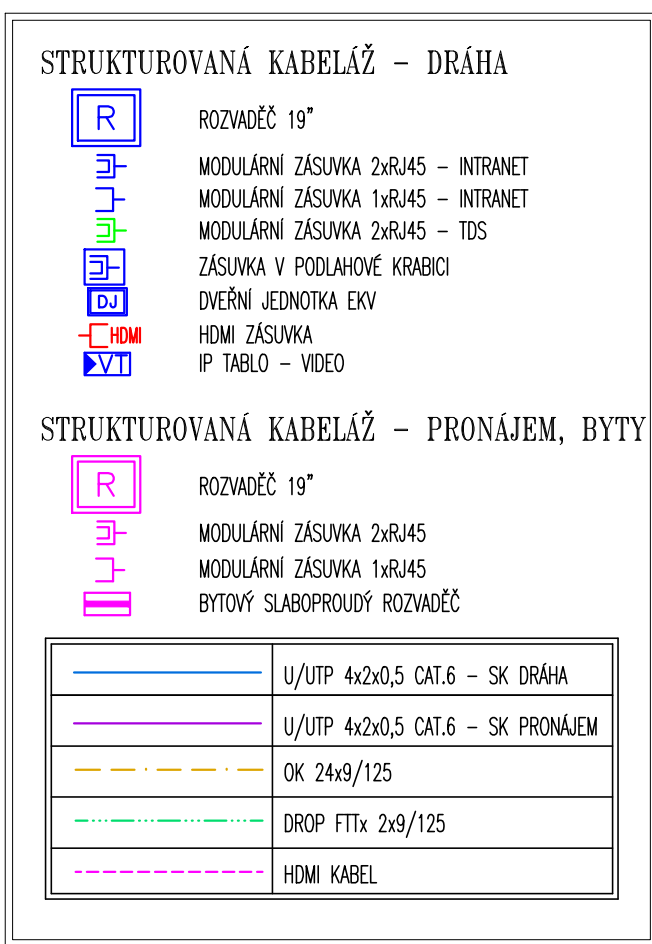 STRUKTUROVANÁ KABELÁŽ – DRÁHA
R ROZVADĚČ 19"
MODULÁRNÍ ZÁSUVKA 2xRJ45 – INTRANET
MODULÁRNÍ ZÁSUVKA 1xRJ45 – INTRANET
MODULÁRNÍ ZÁSUVKA 2xRJ45 – TDS
ZÁSUVKA V PODLAHOVÉ KRABICI
DJ DVEŘNÍ JEDNOTKA EKV
HDMI HDMI ZÁSUVKA
VT IP TABLO – VIDEO
STRUKTUROVANÁ KABELÁŽ – PRONÁJEM, BYTY
R ROZVADĚČ 19"
MODULÁRNÍ ZÁSUVKA 2xRJ45
MODULÁRNÍ ZÁSUVKA 1xRJ45
BYTOVÝ SLABOPROUDÝ ROZVADĚČ
U/UTP 4x2x0,5 CAT.6 – SK DRÁHA
U/UTP 4x2x0,5 CAT.6 – SK PRONÁJEM
OK 24x9/125
DROP FTTx 2x9/125
HDMI KABEL